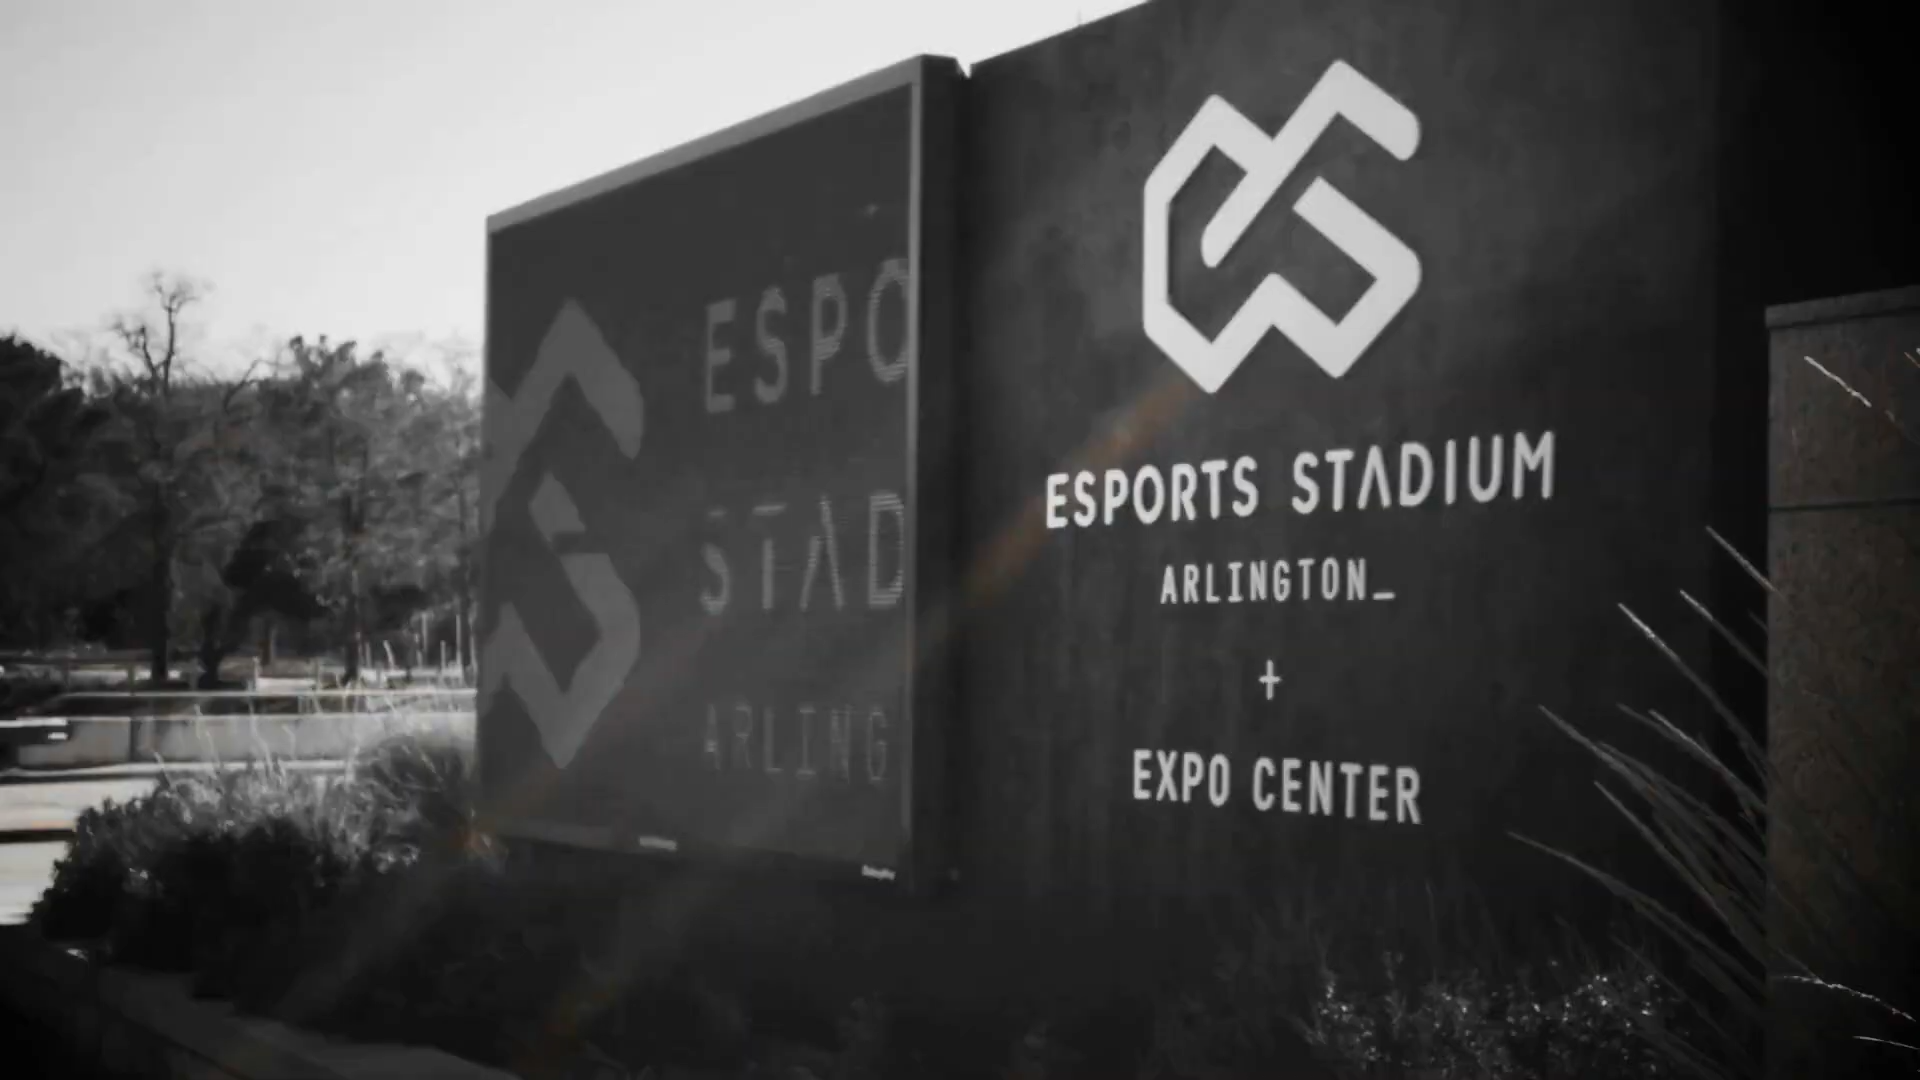 ESPO
STAD
ARLING
ESPORTS STADIUM
ARLINGTON_
+
EXPO CENTER